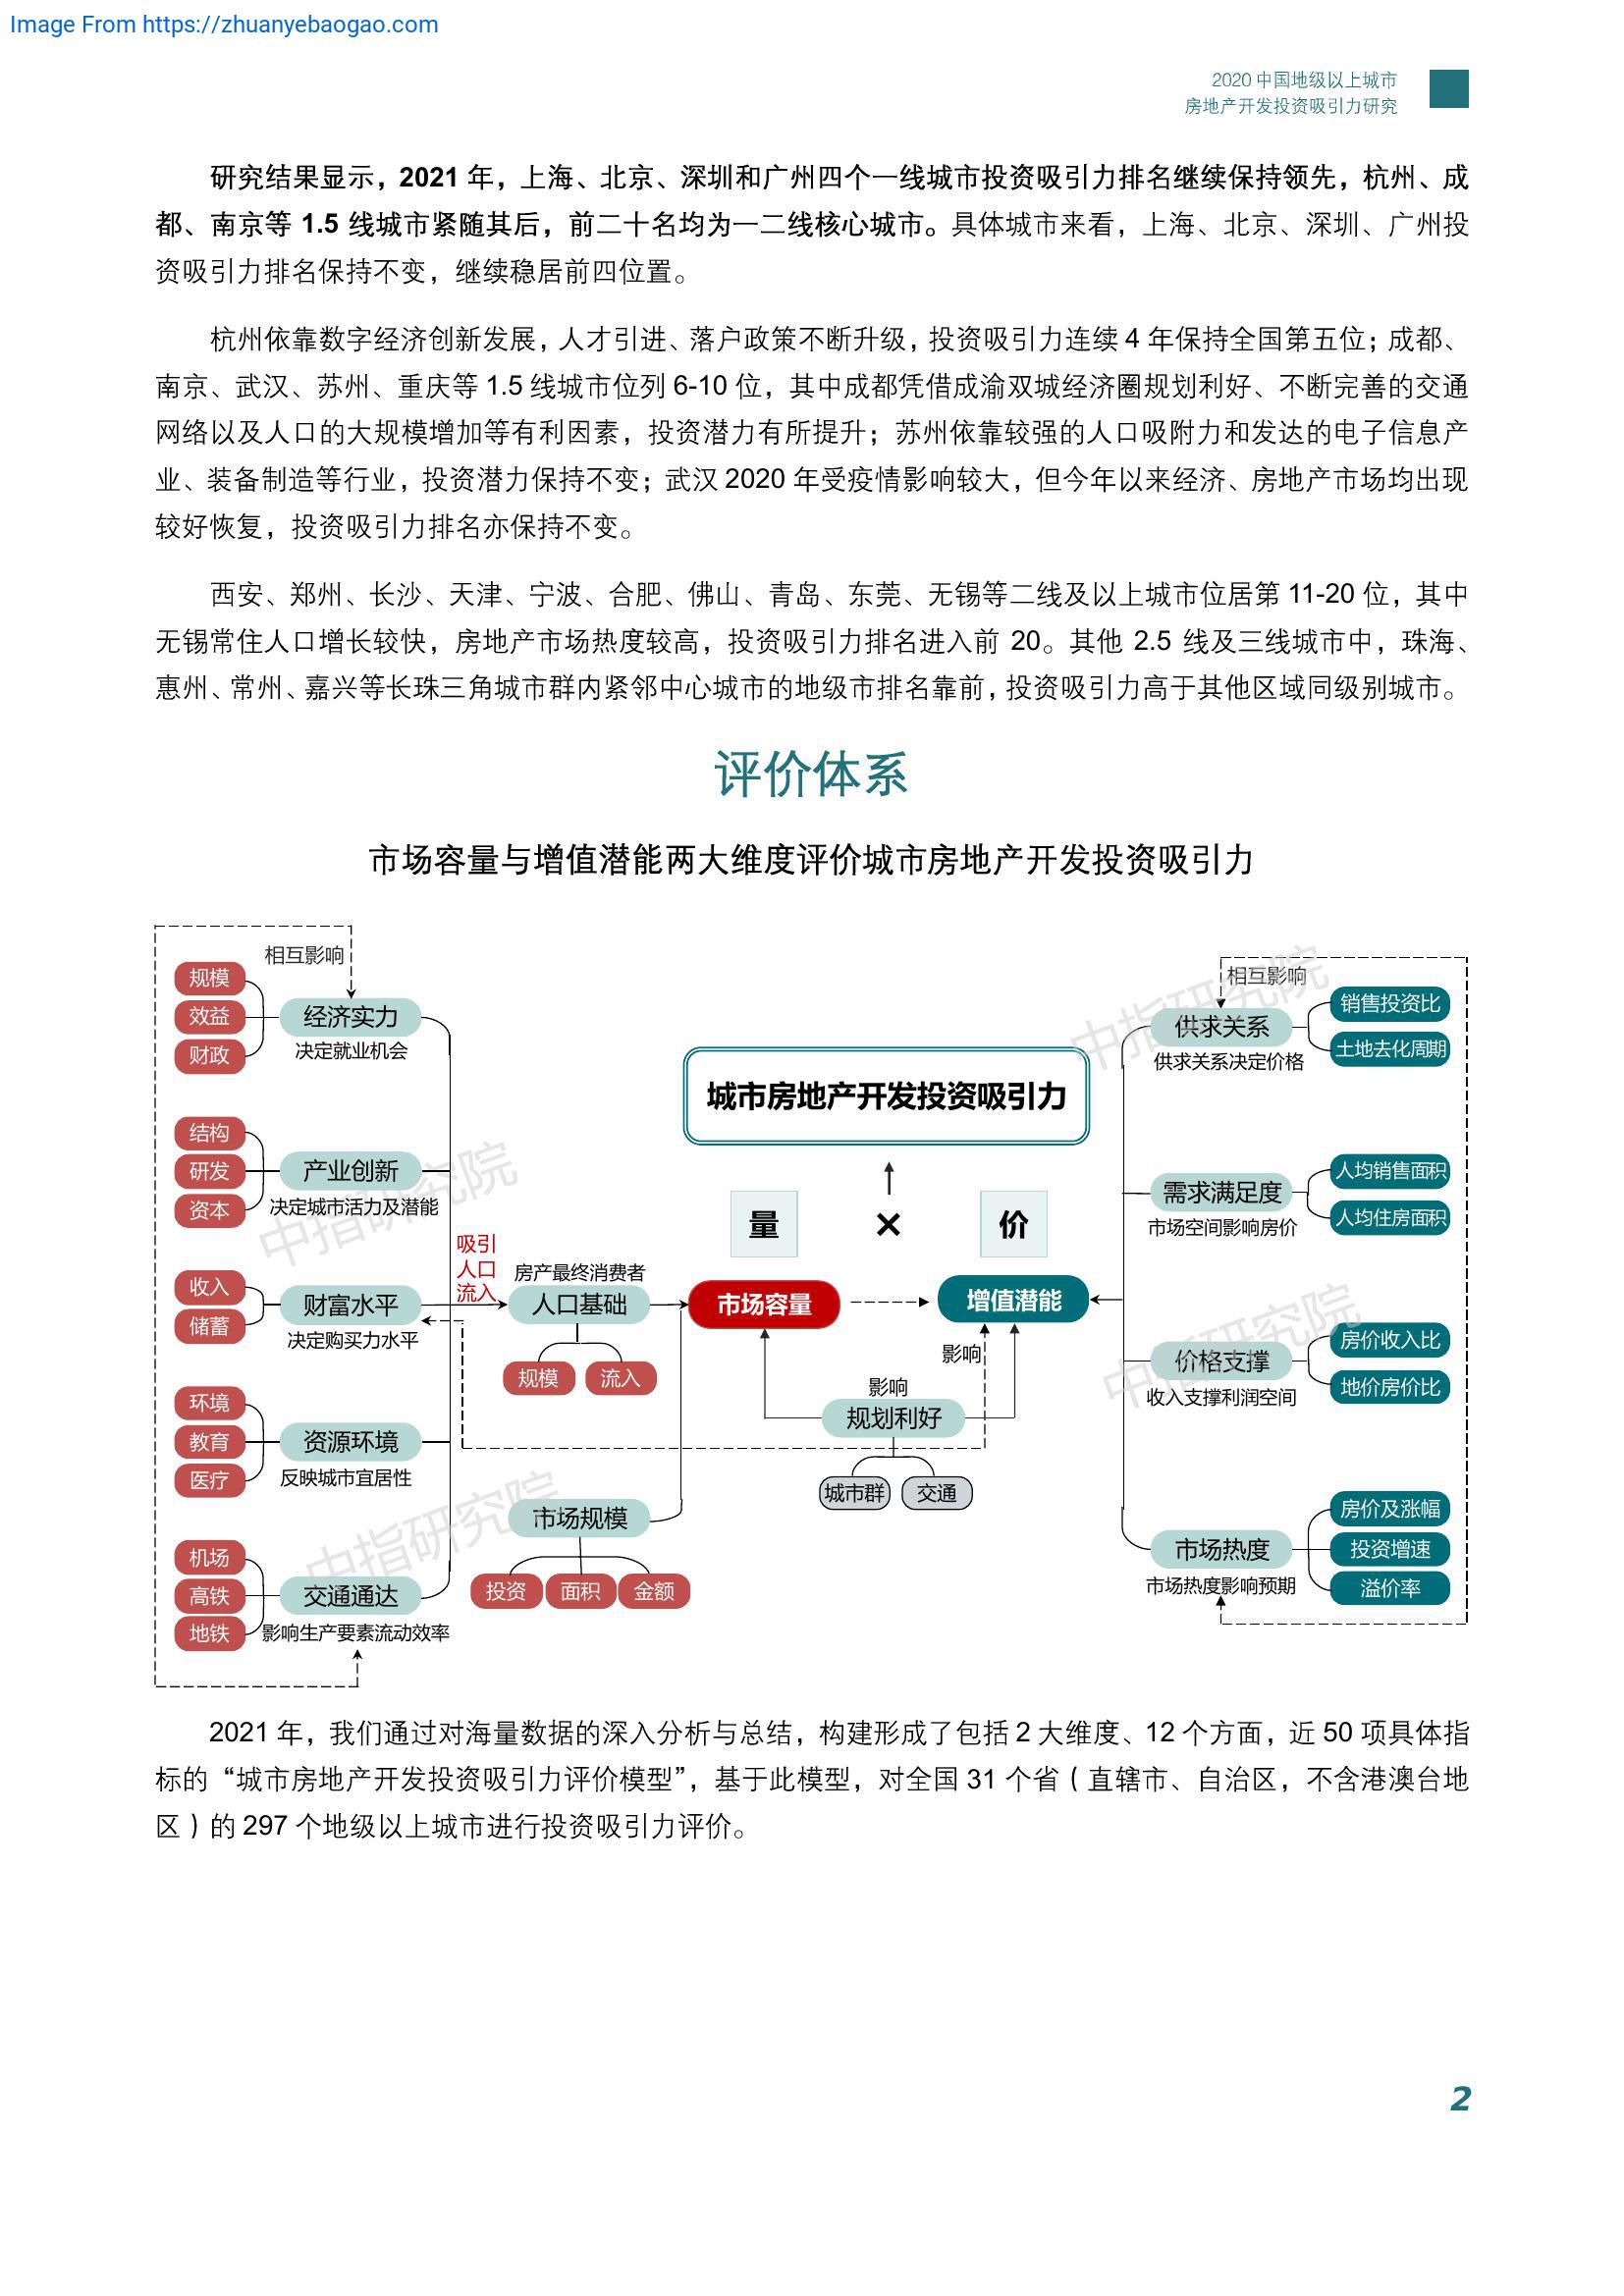 Image From https://zhuanyebaogao.com
2020 中国地级以上城市
房地产开发投资吸引力研究
研究结果显示，2021 年，上海、北京、深圳和广州四个一线城市投资吸引力排名继续保持领先，杭州、成
都、南京等 1.5 线城市紧随其后，前二十名均为一二线核心城市。具体城市来看，上海、北京、深圳、广州投
资吸引力排名保持不变，继续稳居前四位置。
杭州依靠数字经济创新发展，人才引进、落户政策不断升级，投资吸引力连续 4 年保持全国第五位；成都、
南京、武汉、苏州、重庆等 1.5 线城市位列 6-10 位，其中成都凭借成渝双城经济圈规划利好、不断完善的交通
网络以及人口的大规模增加等有利因素，投资潜力有所提升；苏州依靠较强的人口吸附力和发达的电子信息产
业、装备制造等行业，投资潜力保持不变；武汉 2020 年受疫情影响较大，但今年以来经济、房地产市场均出现
较好恢复，投资吸引力排名亦保持不变。
西安、郑州、长沙、天津、宁波、合肥、佛山、青岛、东莞、无锡等二线及以上城市位居第 11-20 位，其中
无锡常住人口增长较快，房地产市场热度较高，投资吸引力排名进入前 20。其他 2.5 线及三线城市中，珠海、
惠州、常州、嘉兴等长珠三角城市群内紧邻中心城市的地级市排名靠前，投资吸引力高于其他区域同级别城市。
评价体系
市场容量与增值潜能两大维度评价城市房地产开发投资吸引力
相互影响
规模
效益
财政
经济实力
决定就业机会
结构
研发
资本
产业创新
决定城市活力及潜能
收入
储蓄
财富水平
决定购买力水平
环境
教育
医疗
资源环境
反映城市宜居性
机场
高铁
地铁
交通通达
影响生产要素流动效率
吸引
人口
流入
房产最终消费者
人口基础
规模
流入
市场规模
投资
面积
金额
城市房地产开发投资吸引力
量
×
价
市场容量
增值潜能
影响
影响
规划利好
城市群
交通
相互影响
供求关系
供求关系决定价格
销售投资比
土地去化周期
需求满足度
市场空间影响房价
人均销售面积
人均住房面积
价格支撑
收入支撑利润空间
房价收入比
地价房价比
市场热度
市场热度影响预期
房价及涨幅
投资增速
溢价率
中指研究院
中指研究院
中指研究院
中指研究院
2021 年，我们通过对海量数据的深入分析与总结，构建形成了包括 2 大维度、12 个方面，近 50 项具体指
标的“城市房地产开发投资吸引力评价模型”，基于此模型，对全国 31 个省（直辖市、自治区，不含港澳台地
区）的 297 个地级以上城市进行投资吸引力评价。
2